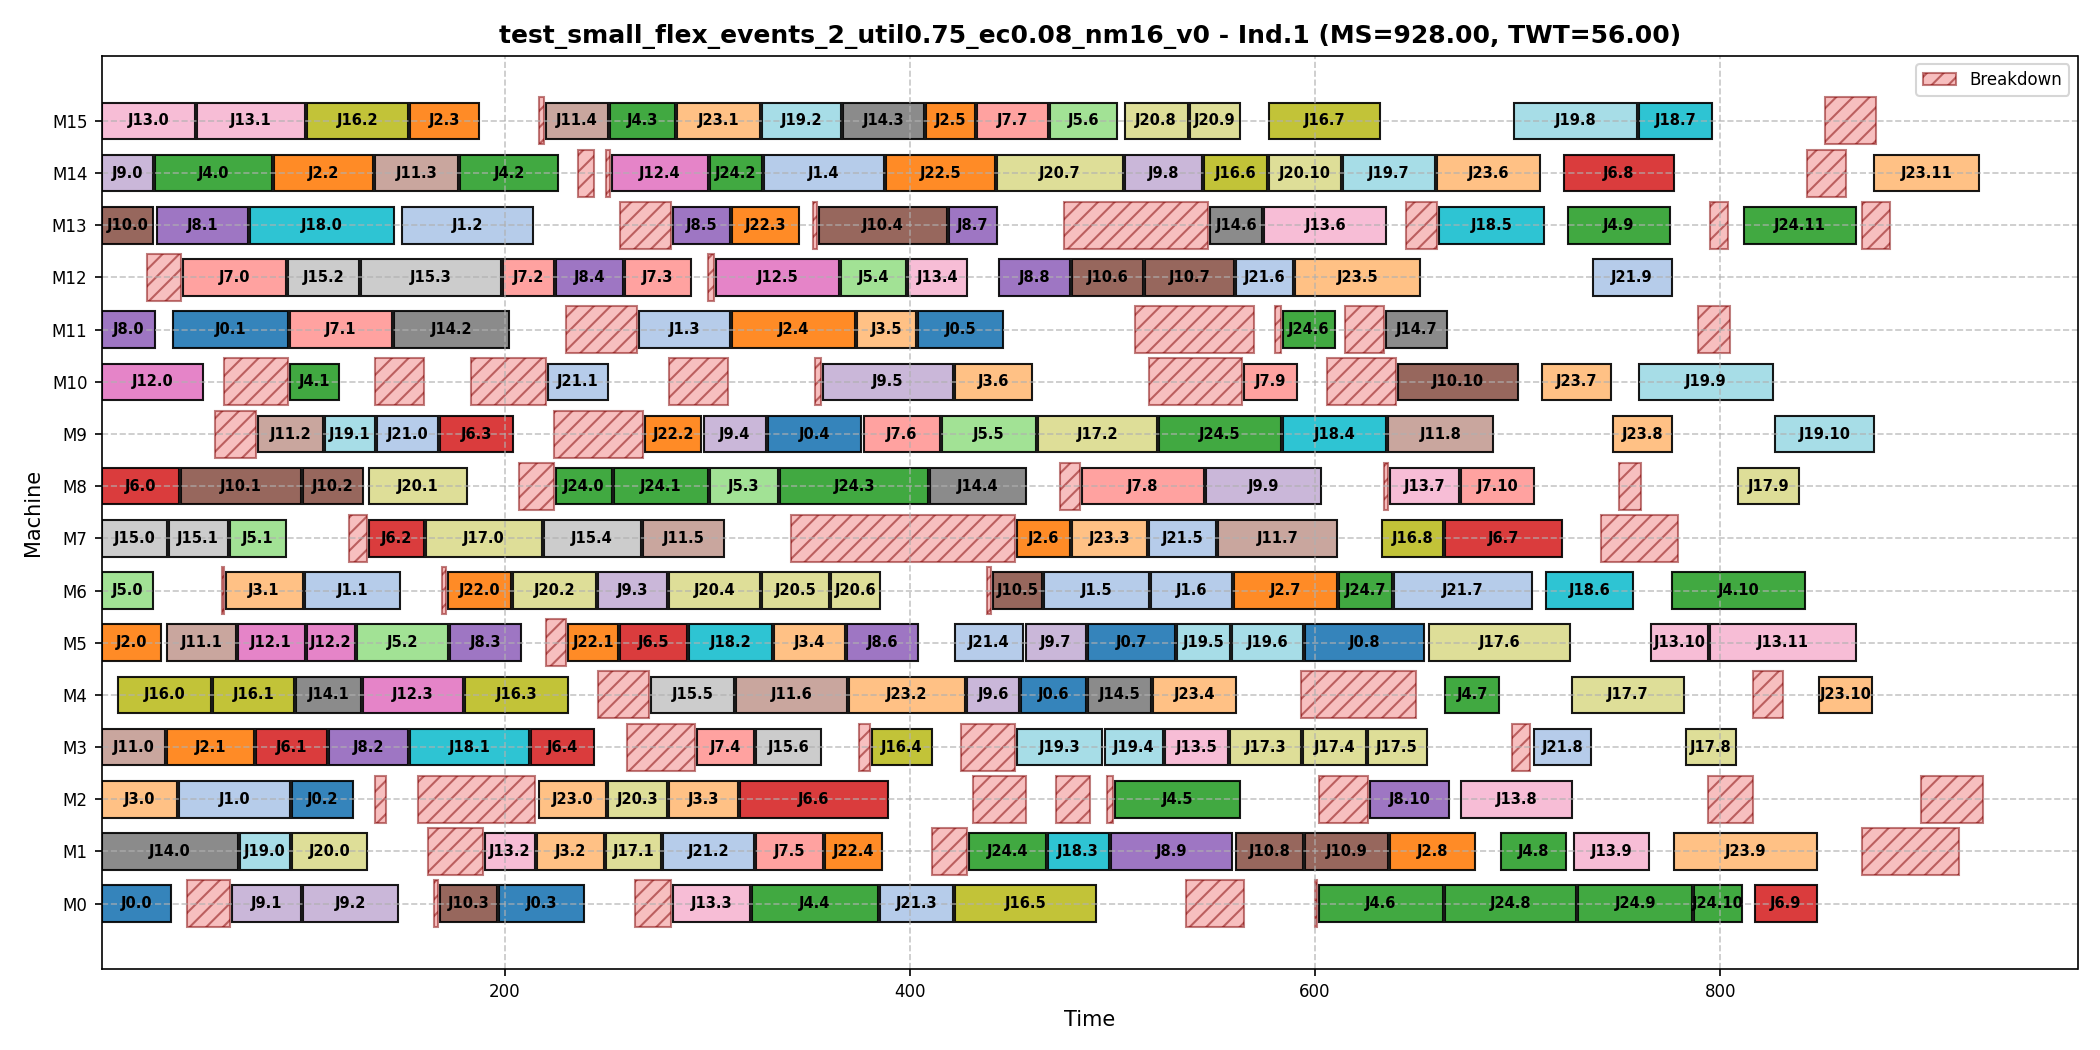 test_small_flex_events_2_util0.75_ec0.08_nm16_v0 - Ind.1 (MS=928.00, TWT=56.00)
Breakdown
M15 J13.0 J13.1 J16.2 J2.3 J11.4 J4.3 J23.1 J19.2 J14.3 J2.5 J7.7 J5.6 J20.8 J20.9 J16.7 J19.8 J18.7
M14 J9.0 J4.0 J2.2 J11.3 J4.2 J12.4 J24.2 J1.4 J22.5 J20.7 J9.8 J16.6 J20.10 J19.7 J23.6 J6.8 J23.11
M13 J10.0 J8.1 J18.0 J1.2 J8.5 J22.3 J10.4 J8.7 J14.6 J13.6 J18.5 J4.9 J24.11
M12 J7.0 J15.2 J15.3 J7.2 J8.4 J7.3 J12.5 J5.4 J13.4 J8.8 J10.6 J10.7 J21.6 J23.5 J21.9
M11 J8.0 J0.1 J7.1 J14.2 J1.3 J2.4 J3.5 J0.5 J24.6 J14.7
M10 J12.0 J4.1 J21.1 J9.5 J3.6 J7.9 J10.10 J23.7 J19.9
M9 J11.2 J19.1 J21.0 J6.3 J22.2 J9.4 J0.4 J7.6 J5.5 J17.2 J24.5 J18.4 J11.8 J23.8 J19.10
M8 J6.0 J10.1 J10.2 J20.1 J24.0 J24.1 J5.3 J24.3 J14.4 J7.8 J9.9 J13.7 J7.10 J17.9
M7 J15.0 J15.1 J5.1 J6.2 J17.0 J15.4 J11.5 J2.6 J23.3 J21.5 J11.7 J16.8 J6.7
M6 J5.0 J3.1 J1.1 J22.0 J20.2 J9.3 J20.4 J20.5 J20.6 J10.5 J1.5 J1.6 J2.7 J24.7 J21.7 J18.6 J4.10
M5 J2.0 J11.1 J12.1 J12.2 J5.2 J8.3 J22.1 J6.5 J18.2 J3.4 J8.6 J21.4 J9.7 J0.7 J19.5 J19.6 J0.8 J17.6 J13.10 J13.11
M4 J16.0 J16.1 J14.1 J12.3 J16.3 J15.5 J11.6 J23.2 J9.6 J0.6 J14.5 J23.4 J4.7 J17.7 J23.10
M3 J11.0 J2.1 J6.1 J8.2 J18.1 J6.4 J7.4 J15.6 J16.4 J19.3 J19.4 J13.5 J17.3 J17.4 J17.5 J21.8 J17.8
M2 J3.0 J1.0 J0.2 J23.0 J20.3 J3.3 J6.6 J4.5 J8.10 J13.8
M1 J14.0 J19.0 J20.0 J13.2 J3.2 J17.1 J21.2 J7.5 J22.4 J24.4 J18.3 J8.9 J10.8 J10.9 J2.8 J4.8 J13.9 J23.9
M0 J0.0 J9.1 J9.2 J10.3 J0.3 J13.3 J4.4 J21.3 J16.5 J4.6 J24.8 J24.9 J24.10 J6.9
200 400 600 800
Time
Machine